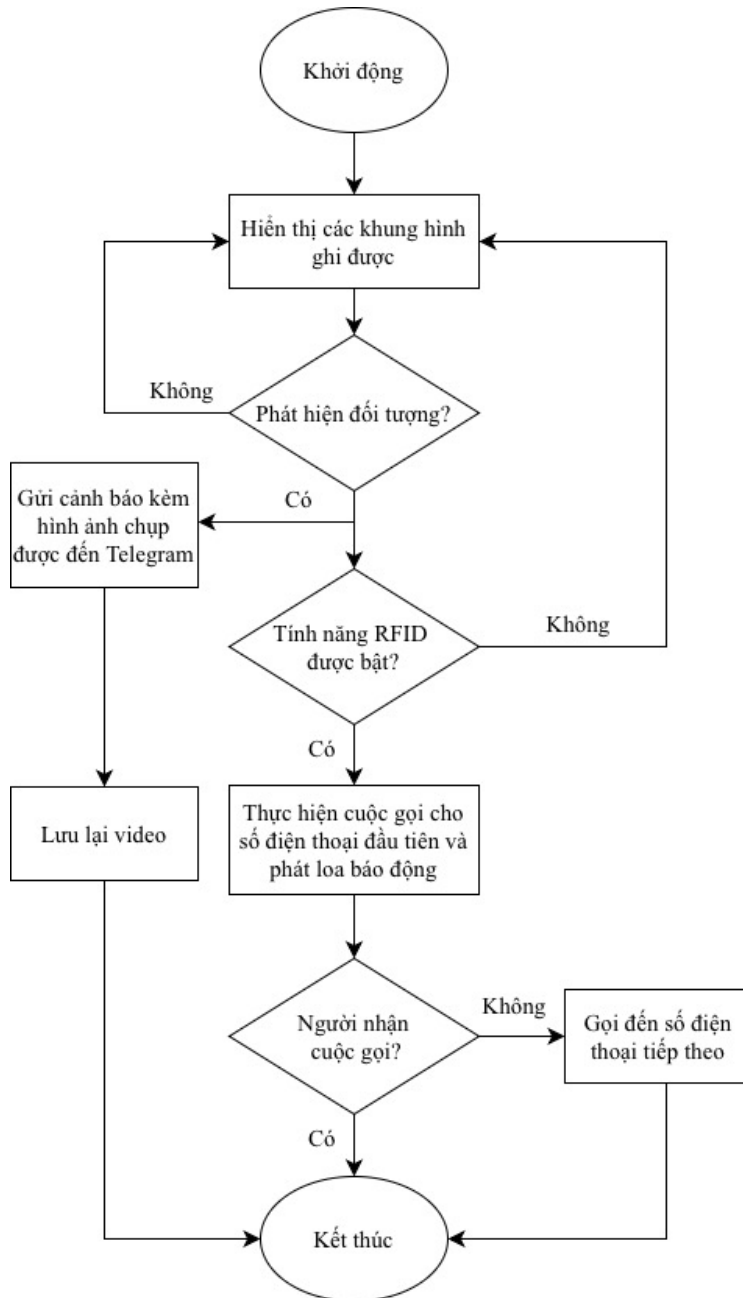 Khởi động
Hiển thị các khung hình
ghi được
Không
Phát hiện đối tượng?
Gửi cảnh báo kèm
hình ảnh chụp
được đến Telegram
Có
Tính năng RFID
được bật?
Không
Có
Lưu lại video
Thực hiện cuộc gọi cho
số điện thoại đầu tiên và
phát loa báo động
Người nhận
cuộc gọi?
Không
Gọi đến số điện
thoại tiếp theo
Có
Kết thúc